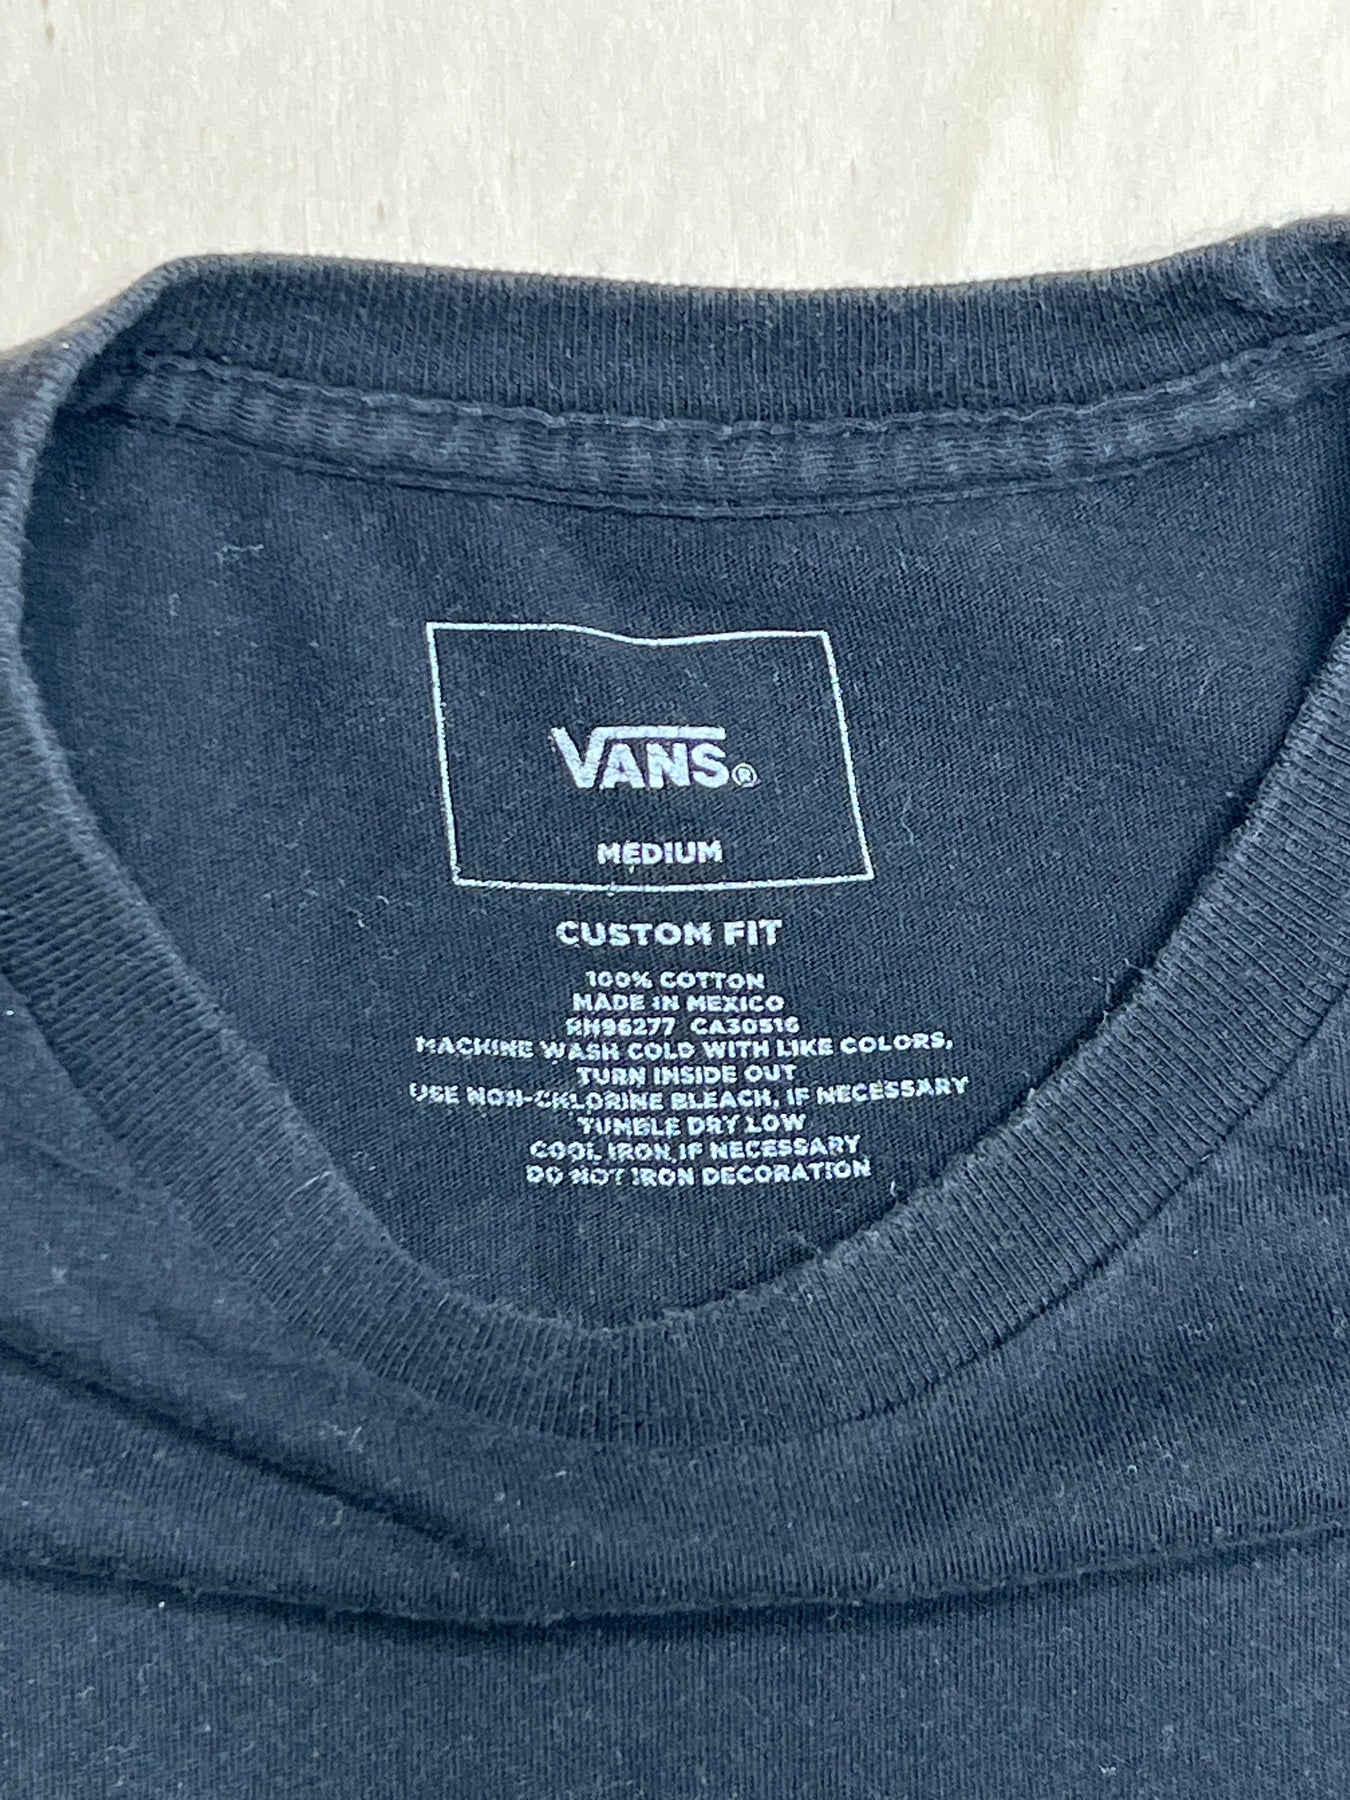 VANS®
MEDIUM
CUSTOM FIT
100% COTTON
MADE IN MEXICO
RN96277 CA30516
MACHINE WASH COLD WITH LIKE COLORS,
TURN INSIDE OUT
USE NON-CHLORINE BLEACH, IF NECESSARY
TUMBLE DRY LOW
COOL IRON, IF NECESSARY
DO NOT IRON DECORATION